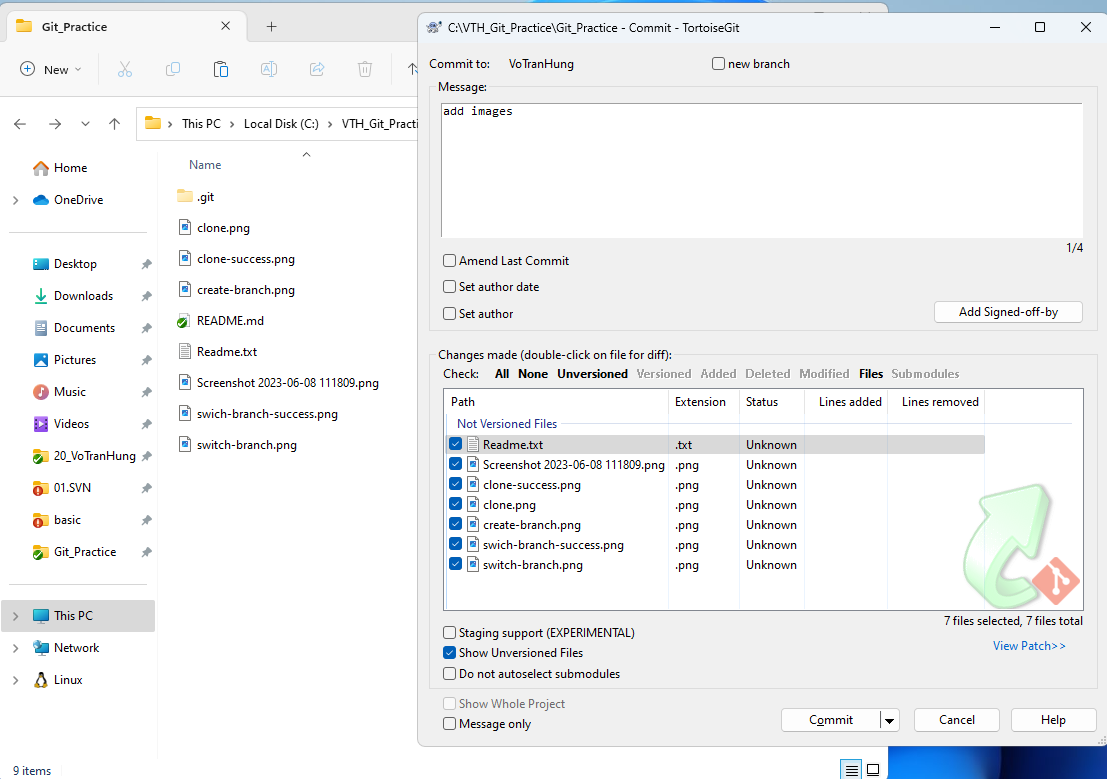 Git_Practice
New
This PC
Local Disk (C:)
VTH_Git_Practi
Home
OneDrive
Desktop
Downloads
Documents
Pictures
Music
Videos
20_VoTranHung
01.SVN
basic
Git_Practice
This PC
Network
Linux
9 items
Name
.git
clone.png
clone-success.png
create-branch.png
README.md
Readme.txt
Screenshot 2023-06-08 111809.png
swich-branch-success.png
switch-branch.png
C:\VTH_Git_Practice\Git_Practice - Commit - TortoiseGit
Commit to: VoTranHung new branch
Message:
add images
1/4
Amend Last Commit
Set author date
Set author
Add Signed-off-by
Changes made (double-click on file for diff):
Check: All None Unversioned Versioned Added Deleted Modified Files Submodules
Path Extension Status Lines added Lines removed
Not Versioned Files
Readme.txt .txt Unknown
Screenshot 2023-06-08 111809.png .png Unknown
clone-success.png .png Unknown
clone.png .png Unknown
create-branch.png .png Unknown
swich-branch-success.png .png Unknown
switch-branch.png .png Unknown
7 files selected, 7 files total
Staging support (EXPERIMENTAL)
Show Unversioned Files
View Patch>>
Do not autoselect submodules
Show Whole Project
Message only
Commit
Cancel
Help